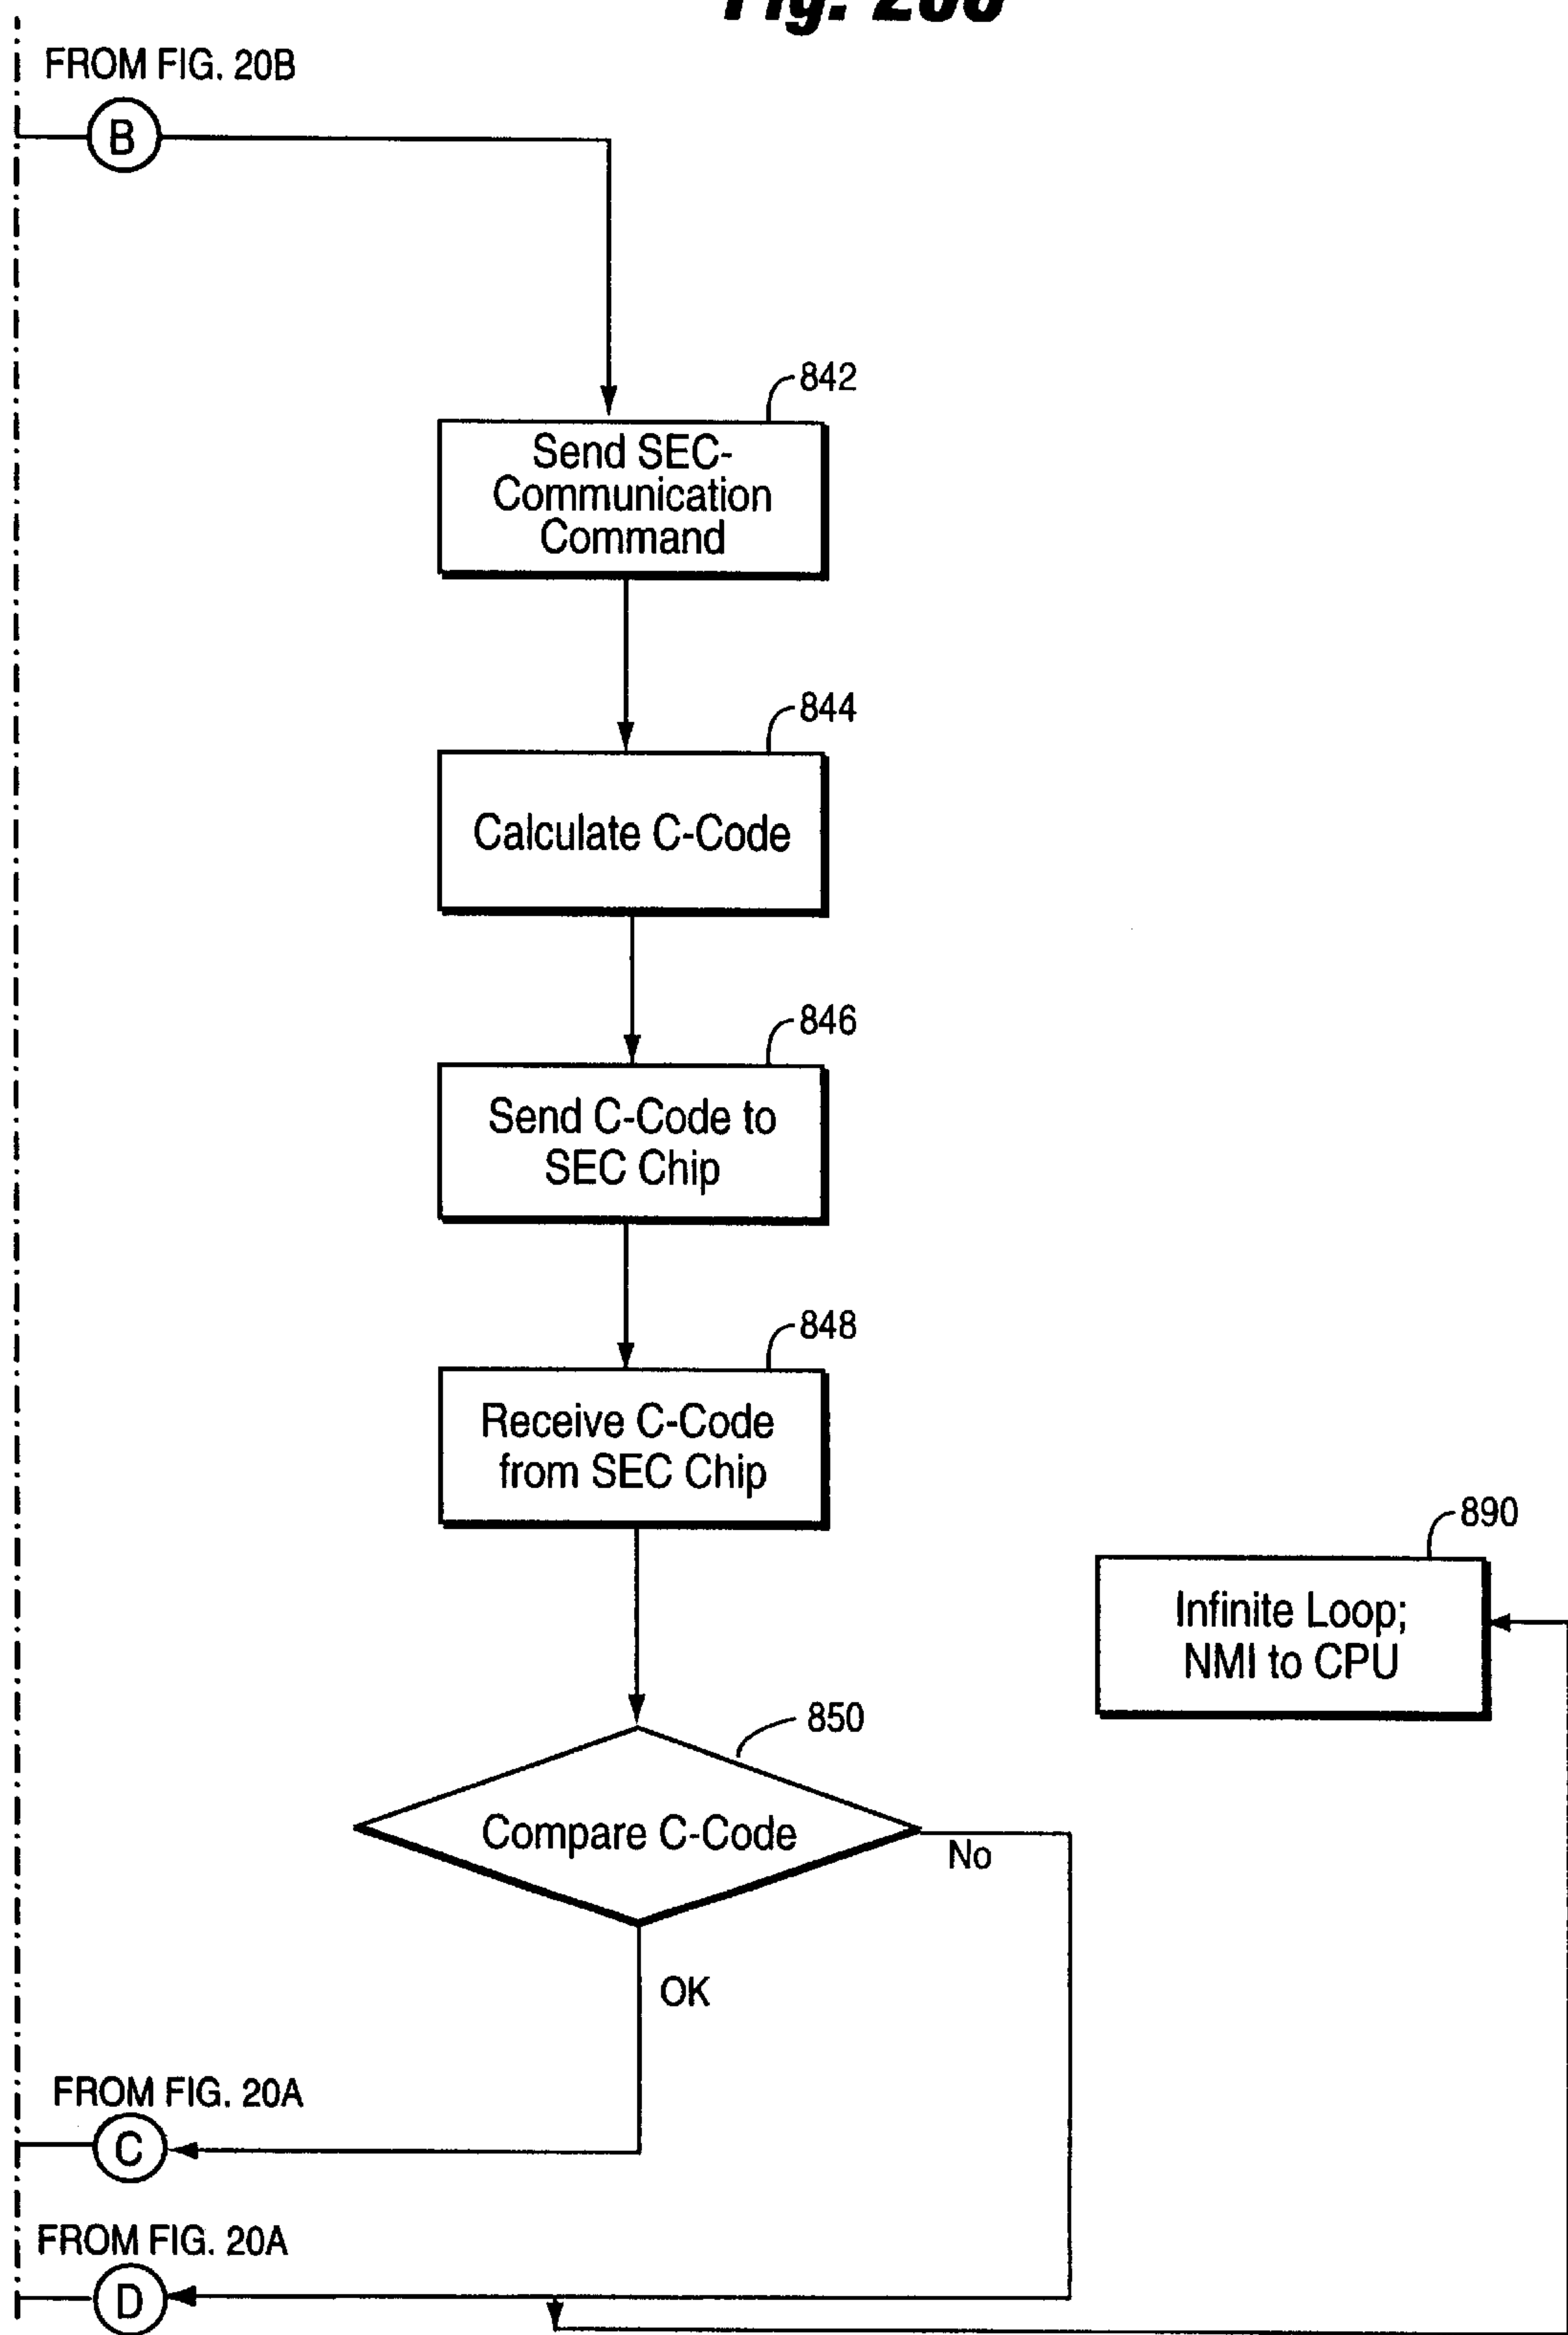 FROM FIG. 20B
B
842
Send SEC-
Communication
Command
844
Calculate C-Code
846
Send C-Code to
SEC Chip
848
Receive C-Code
from SEC Chip
890
Infinite Loop;
NMI to CPU
850
Compare C-Code
No
OK
FROM FIG. 20A
C
FROM FIG. 20A
D